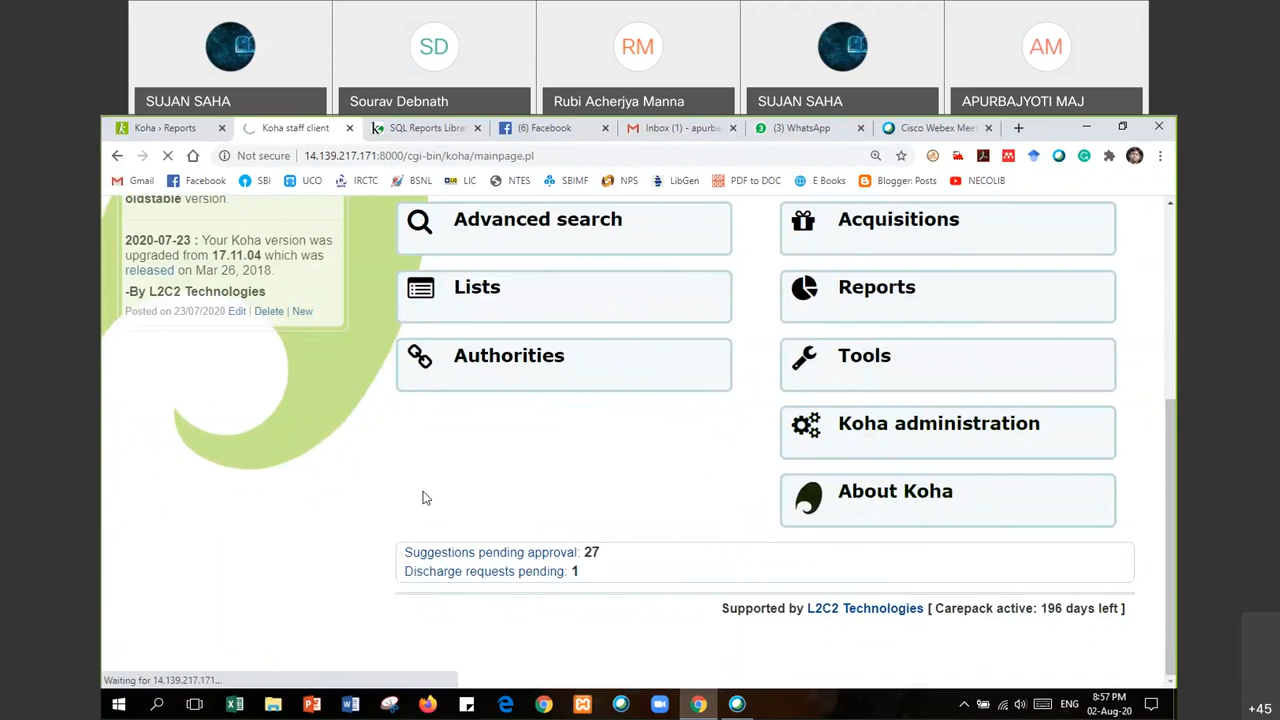 SD
RM
AM
SUJAN SAHA
Sourav Debnath
Rubi Acherjya Manna
SUJAN SAHA
APURBAJYOTI MAJ
Koha › Reports
Koha staff client
SQL Reports Libra
(6) Facebook
Inbox (1) - apurba
(3) WhatsApp
Cisco Webex Mee
Not secure
14.139.217.171:8000/cgi-bin/koha/mainpage.pl
Gmail
Facebook
SBI
UCO
IRCTC
BSNL
LIC
NTES
SBIMF
NPS
LibGen
PDF to DOC
E Books
Blogger: Posts
NECOLIB
oldstable version.
2020-07-23 : Your Koha version was
upgraded from 17.11.04 which was
released on Mar 26, 2018.
-By L2C2 Technologies
Posted on 23/07/2020 Edit | Delete | New
Advanced search
Lists
Authorities
Acquisitions
Reports
Tools
Koha administration
About Koha
Suggestions pending approval: 27
Discharge requests pending: 1
Supported by L2C2 Technologies [ Carepack active: 196 days left ]
Waiting for 14.139.217.171...
ENG
8:57 PM
02-Aug-20
+45